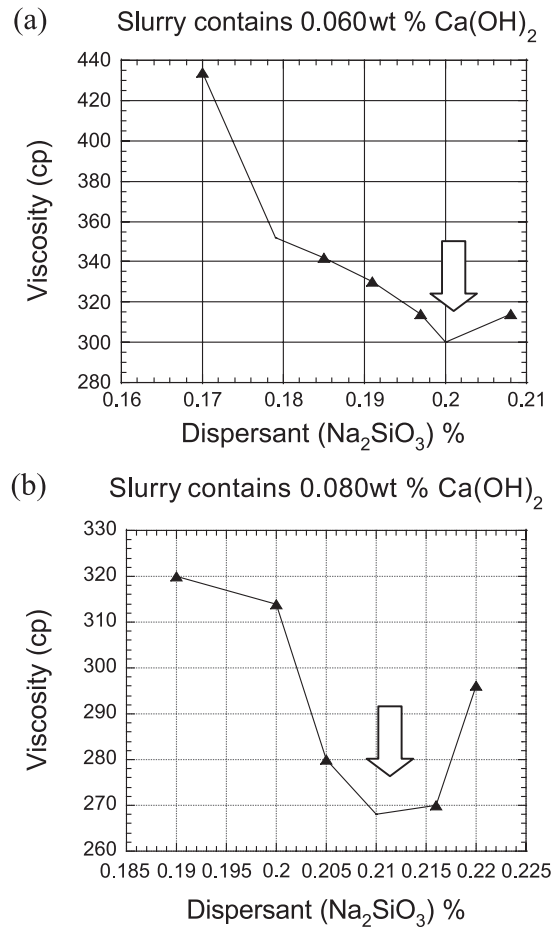 (a) Slurry contains 0.060wt % Ca(OH)₂
440
420
400
380
360
340
320
300
280
Viscosity (cp)
0.16 0.17 0.18 0.19 0.2 0.21
Dispersant (Na₂SiO₃) %
(b) Slurry contains 0.080wt % Ca(OH)₂
330
320
310
300
290
280
270
260
Viscosity (cp)
0.185 0.19 0.195 0.2 0.205 0.21 0.215 0.22 0.225
Dispersant (Na₂SiO₃) %